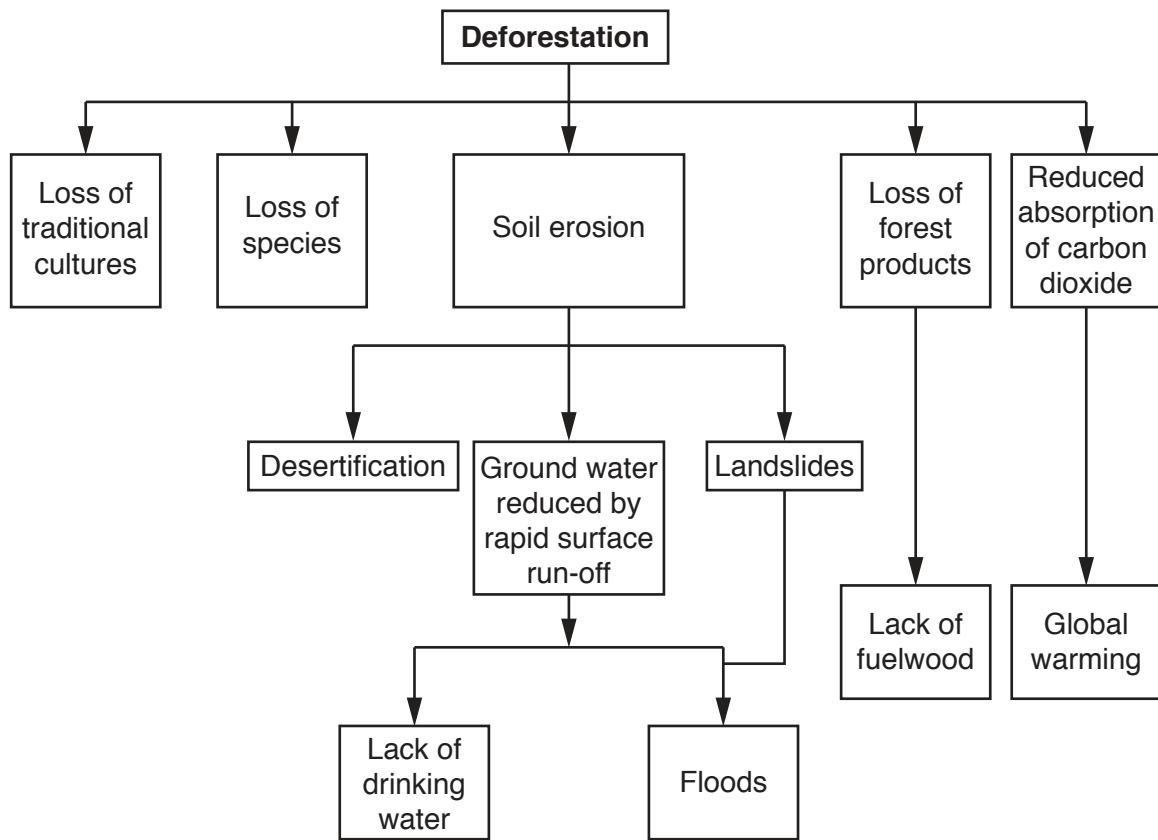 Deforestation
Loss of
traditional
cultures
Loss of
species
Soil erosion
Loss of
forest
products
Reduced
absorption
of carbon
dioxide
Desertification
Ground water
reduced by
rapid surface
run-off
Landslides
Lack of
fuelwood
Global
warming
Lack of
drinking
water
Floods